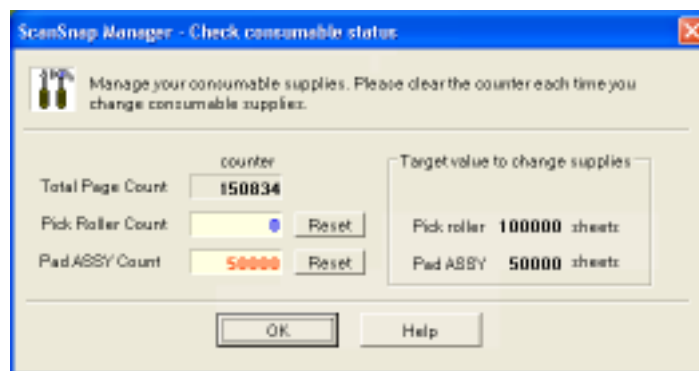 ScanSnap Manager - Check consumable status
Manage your consumable supplies. Please clear the counter each time you
change consumable supplies.
counter
Total Page Count 150834
Pick Roller Count 0 Reset
Pad ASSY Count 50000 Reset
Target value to change supplies
Pick roller 100000 sheets
Pad ASSY 50000 sheets
OK Help